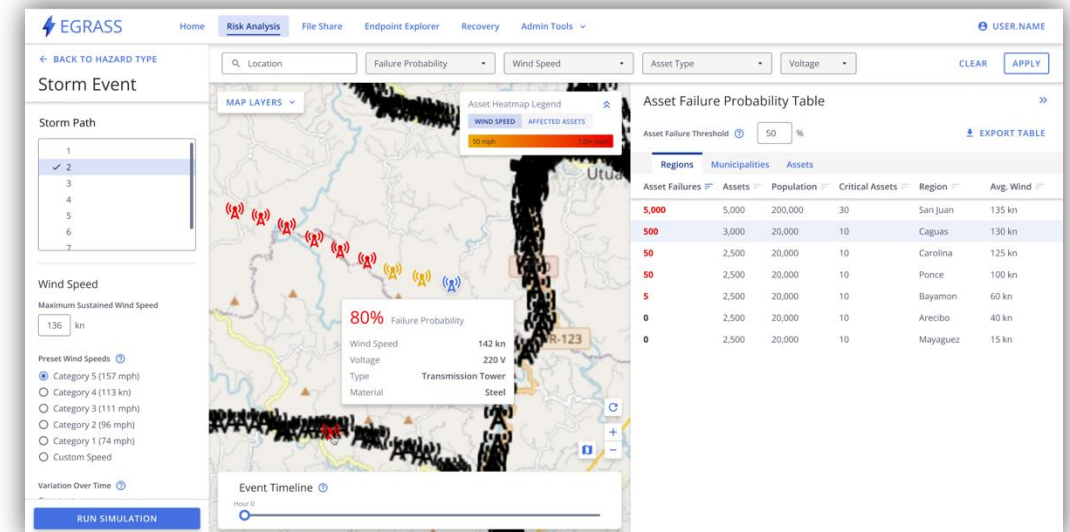 EGRASS
Home
Risk Analysis
File Share
Endpoint Explorer
Recovery
Admin Tools
USER.NAME
← BACK TO HAZARD TYPE
Storm Event
Storm Path
1
✓ 2
3
4
5
6
7
Wind Speed
Maximum Sustained Wind Speed
136 kn
Preset Wind Speeds
Category 5 (157 mph)
Category 4 (113 kn)
Category 3 (111 mph)
Category 2 (96 mph)
Category 1 (74 mph)
Custom Speed
Variation Over Time
RUN SIMULATION
Location
Failure Probability
Wind Speed
Asset Type
Voltage
CLEAR
APPLY
MAP LAYERS
Asset Heatmap Legend
WIND SPEED
AFFECTED ASSETS
50 mph
Utua
R-123
80% Failure Probability
Wind Speed 142 kn
Voltage 220 V
Type Transmission Tower
Material Steel
+
−
Event Timeline
Hour 0
Asset Failure Probability Table
Asset Failure Threshold 50 %
EXPORT TABLE
Regions Municipalities Assets
Asset Failures Assets Population Critical Assets Region Avg. Wind
5,000 5,000 200,000 30 San Juan 135 kn
500 3,000 20,000 10 Caguas 130 kn
50 2,500 20,000 10 Carolina 125 kn
50 2,500 20,000 10 Ponce 100 kn
5 2,500 20,000 10 Bayamon 60 kn
0 2,500 20,000 10 Arecibo 40 kn
0 2,500 20,000 10 Mayaguez 15 kn